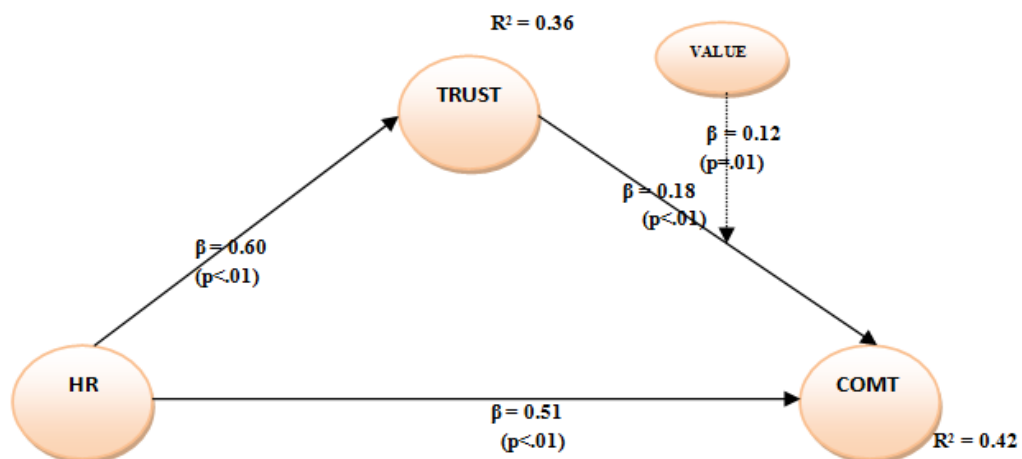 R² = 0.36
VALUE
TRUST
β = 0.12
(p=.01)
β = 0.18
(p<.01)
β = 0.60
(p<.01)
HR
COMT
β = 0.51
(p<.01)
R² = 0.42